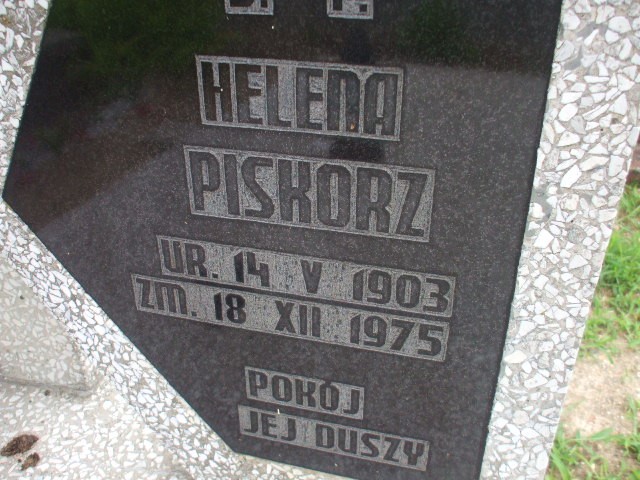 Ś. P.
HELENA
PISKORZ
UR. 14 V 1903
ZM. 18 XII 1975
POKÓJ
JEJ DUSZY